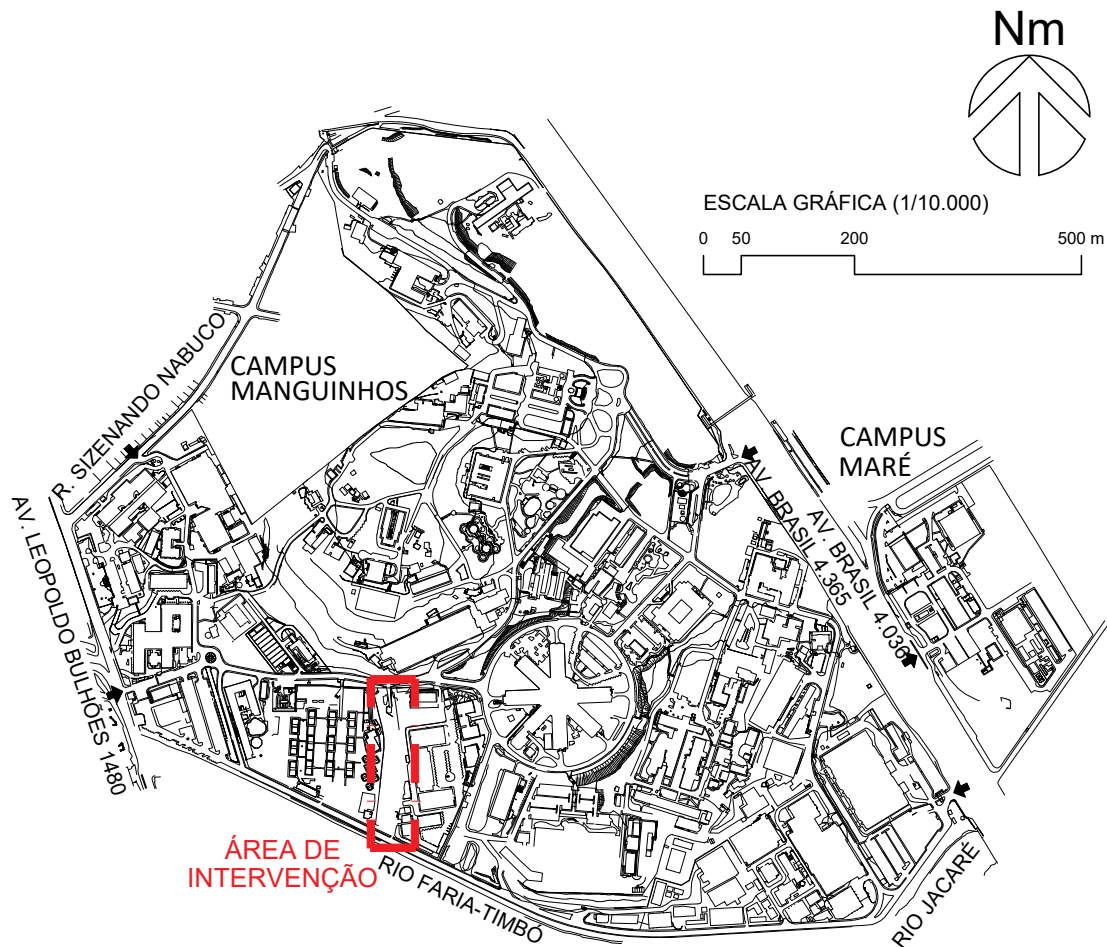 Nm
ESCALA GRÁFICA (1/10.000)
0 50 200 500 m
R. SIZENANDO NABUCO
CAMPUS
MANGUINHOS
CAMPUS
MARÉ
AV. BRASIL 4.365
AV. BRASIL 4.036
AV. LEOPOLDO BULHÕES 1480
ÁREA DE
INTERVENÇÃO
RIO FARIA-TIMBÓ
RIO JACARÉ